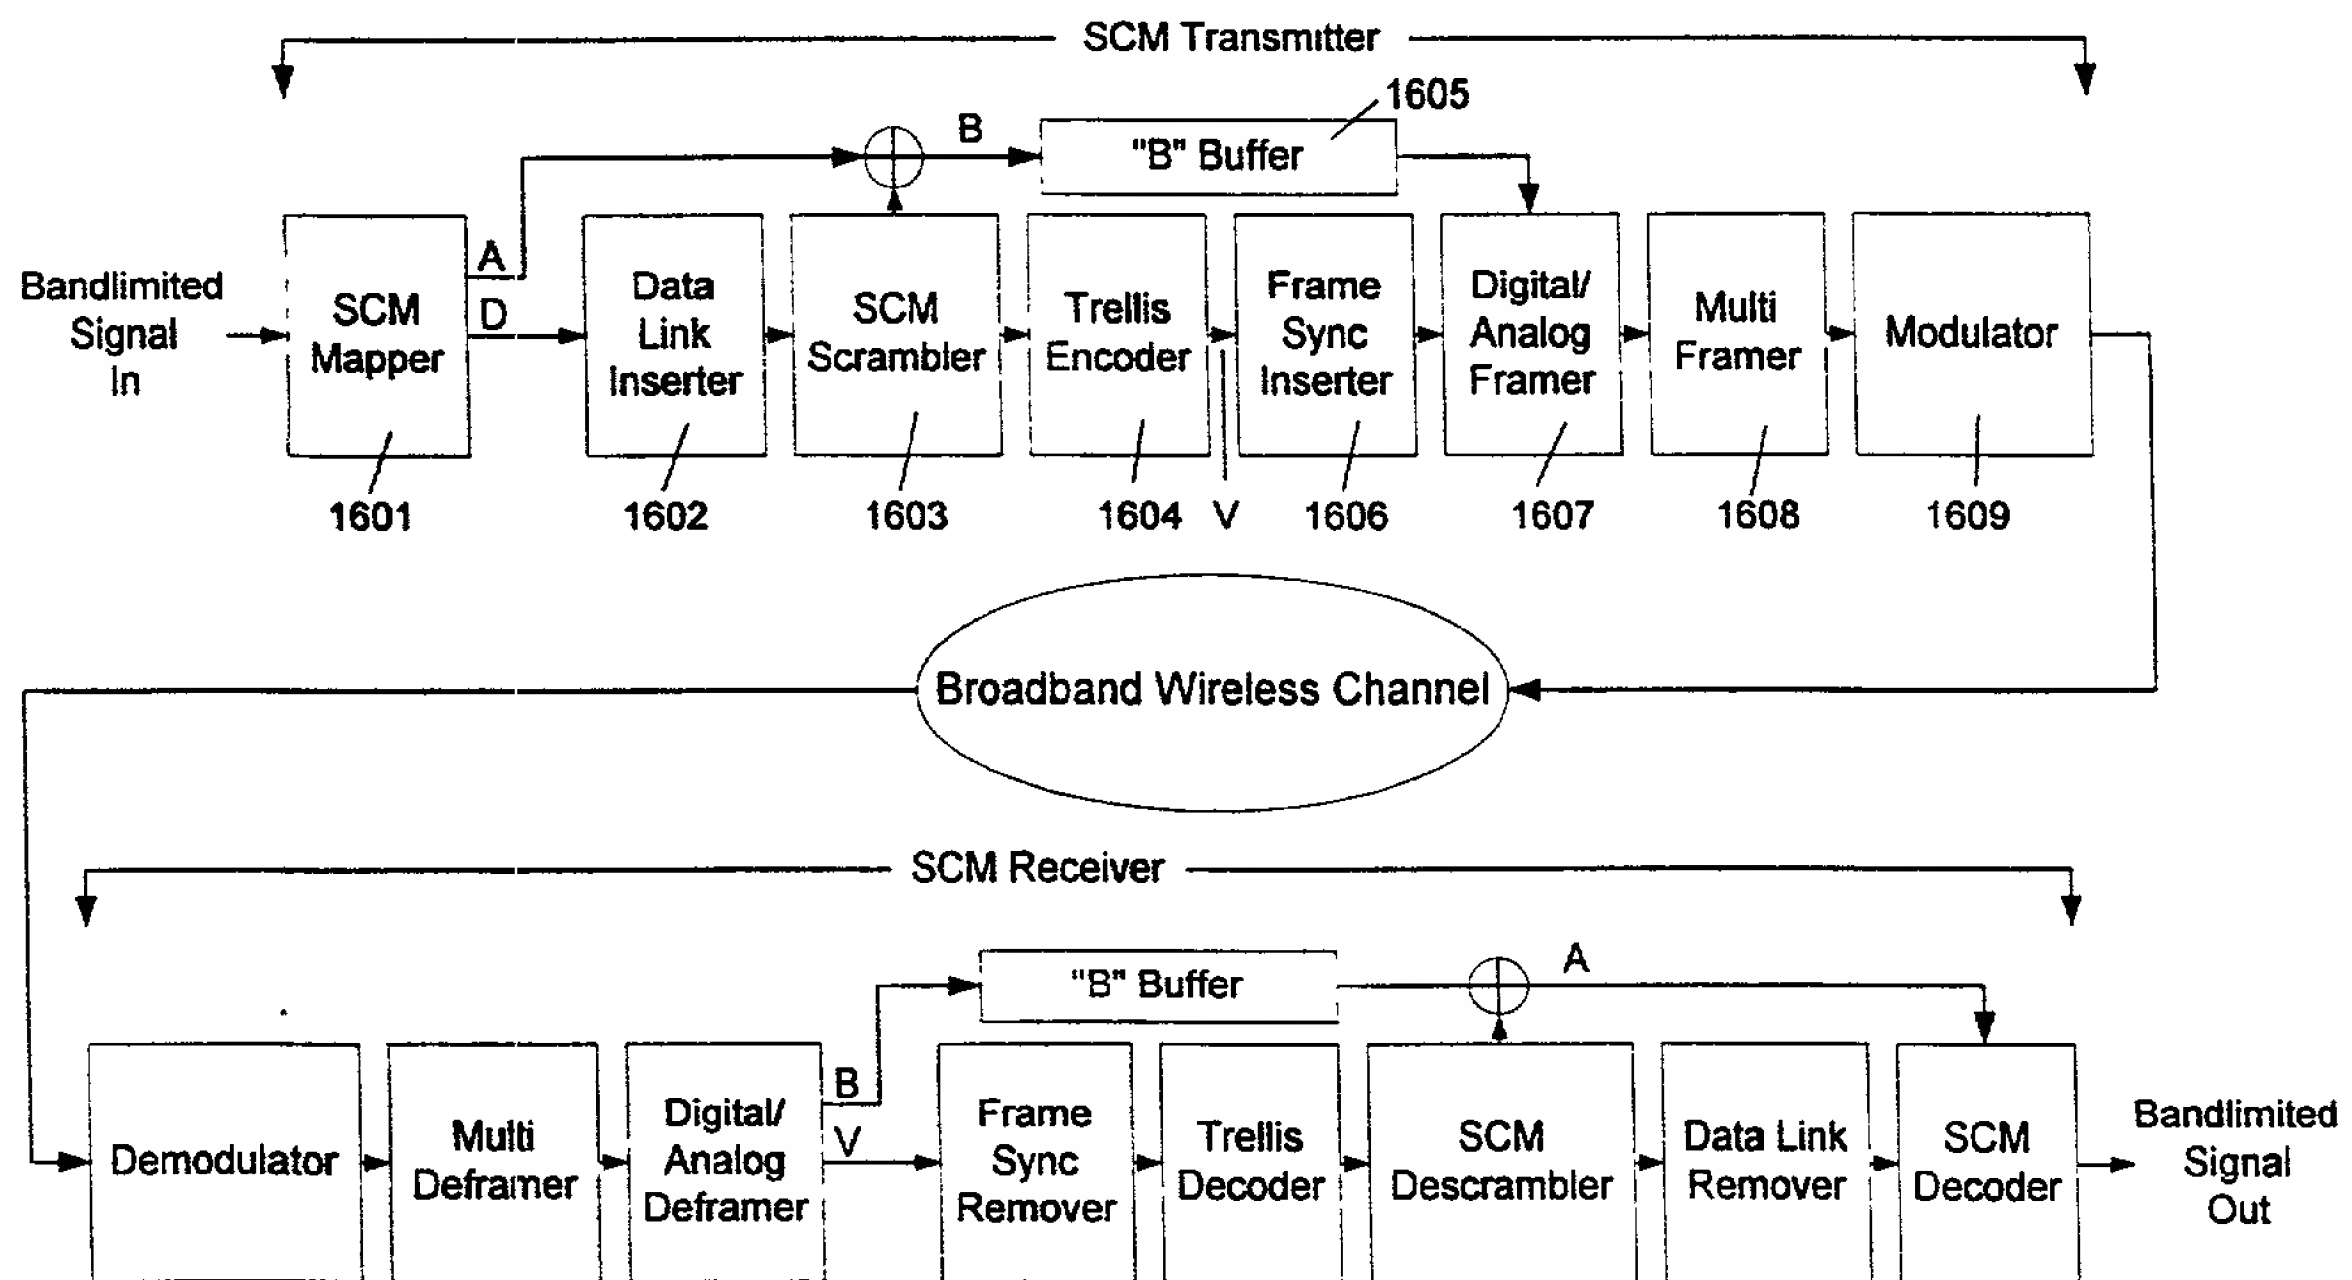 SCM Transmitter
1605
B
"B" Buffer
A
D
Bandlimited
Signal
In
SCM
Mapper
Data
Link
Inserter
SCM
Scrambler
Trellis
Encoder
Frame
Sync
Inserter
Digital/
Analog
Framer
Multi
Framer
Modulator
1601
1602
1603
1604
V
1606
1607
1608
1609
Broadband Wireless Channel
SCM Receiver
"B" Buffer
A
B
V
Demodulator
Multi
Deframer
Digital/
Analog
Deframer
Frame
Sync
Remover
Trellis
Decoder
SCM
Descrambler
Data Link
Remover
SCM
Decoder
Bandlimited
Signal
Out